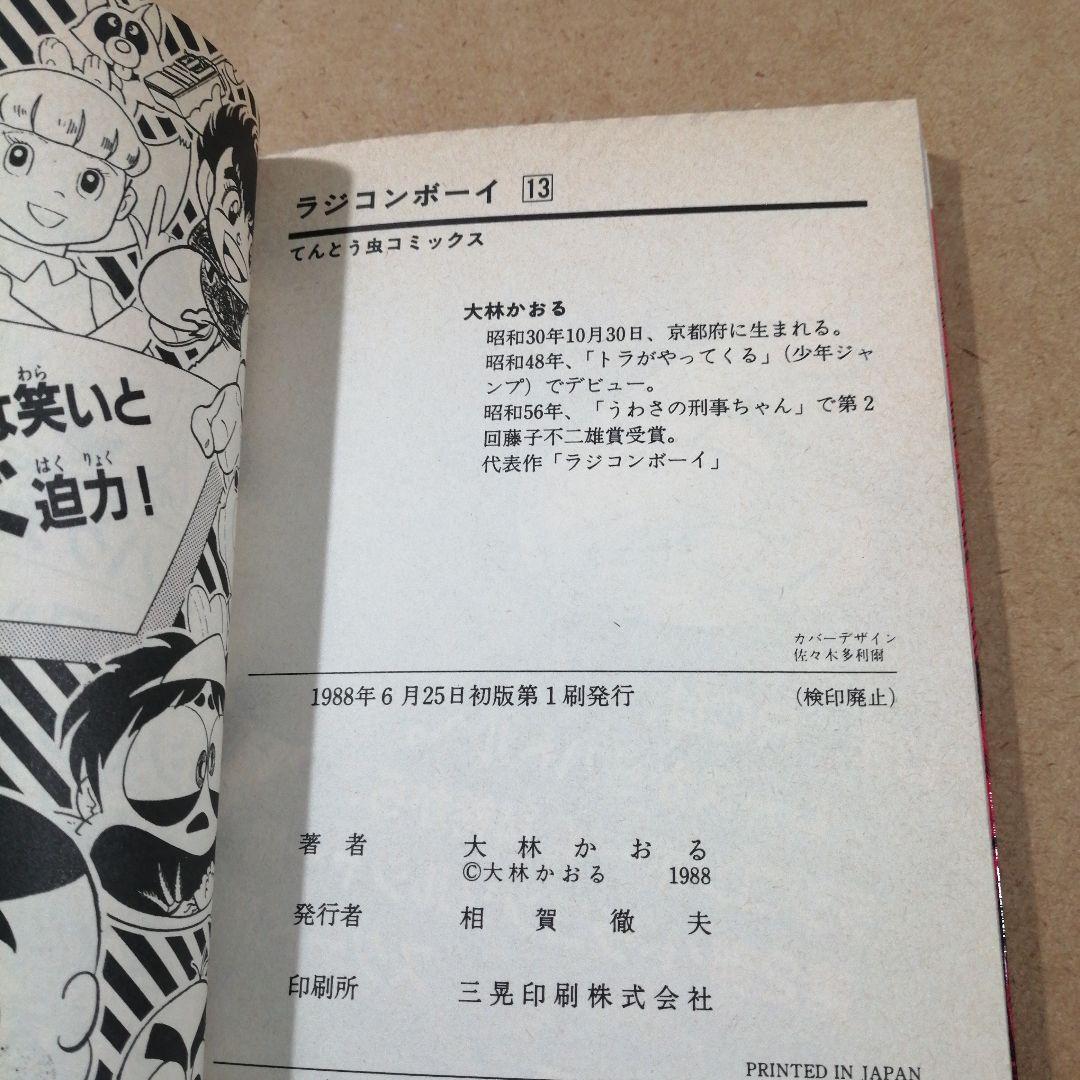 な笑いと
わら
迫力!
はく りょく
ラジコンボーイ 13
てんとう虫コミックス
大林かおる
昭和30年10月30日、京都府に生まれる。
昭和48年、「トラがやってくる」(少年ジャ
ンプ)でデビュー。
昭和56年、「うわさの刑事ちゃん」で第2
回藤子不二雄賞受賞。
代表作「ラジコンボーイ」
カバーデザイン
佐々木多利爾
1988年6月25日初版第1刷発行 (検印廃止)
著者 大林かおる
©大林かおる 1988
発行者 相賀徹夫
印刷所 三晃印刷株式会社
PRINTED IN JAPAN